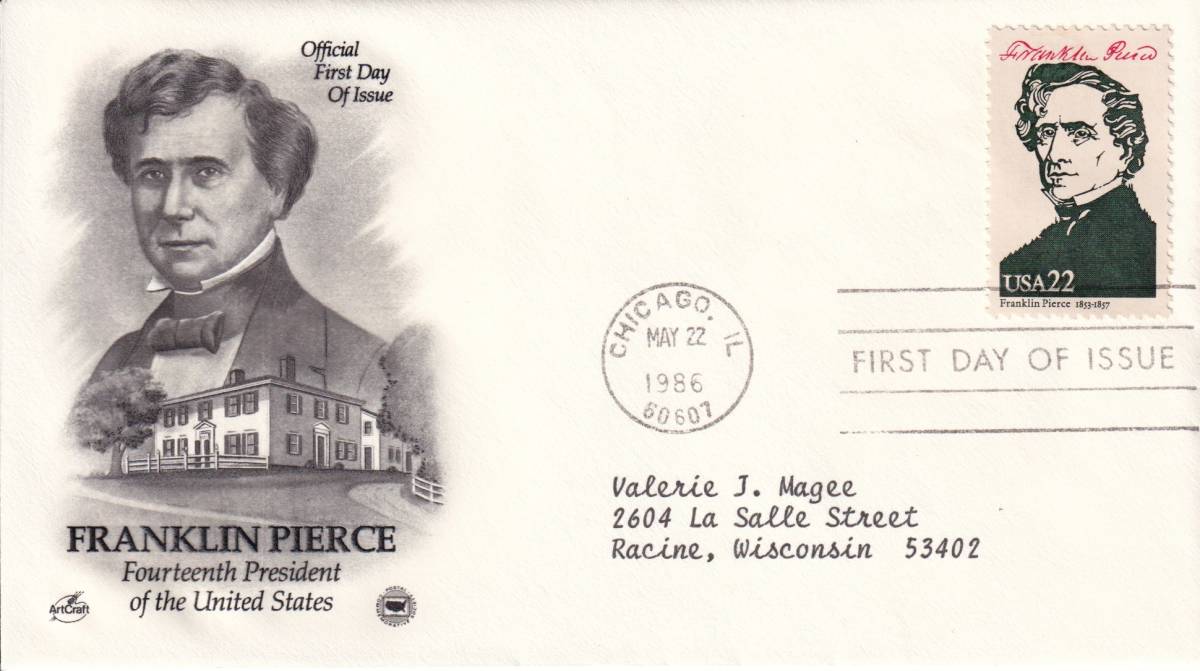 Official
First Day
Of Issue
Franklin Pierce
USA 22
Franklin Pierce 1853-1857
CHICAGO, IL
MAY 22
1986
60607
FIRST DAY OF ISSUE
Valerie J. Magee
2604 La Salle Street
Racine, Wisconsin 53402
FRANKLIN PIERCE
Fourteenth President
of the United States
ArtCraft